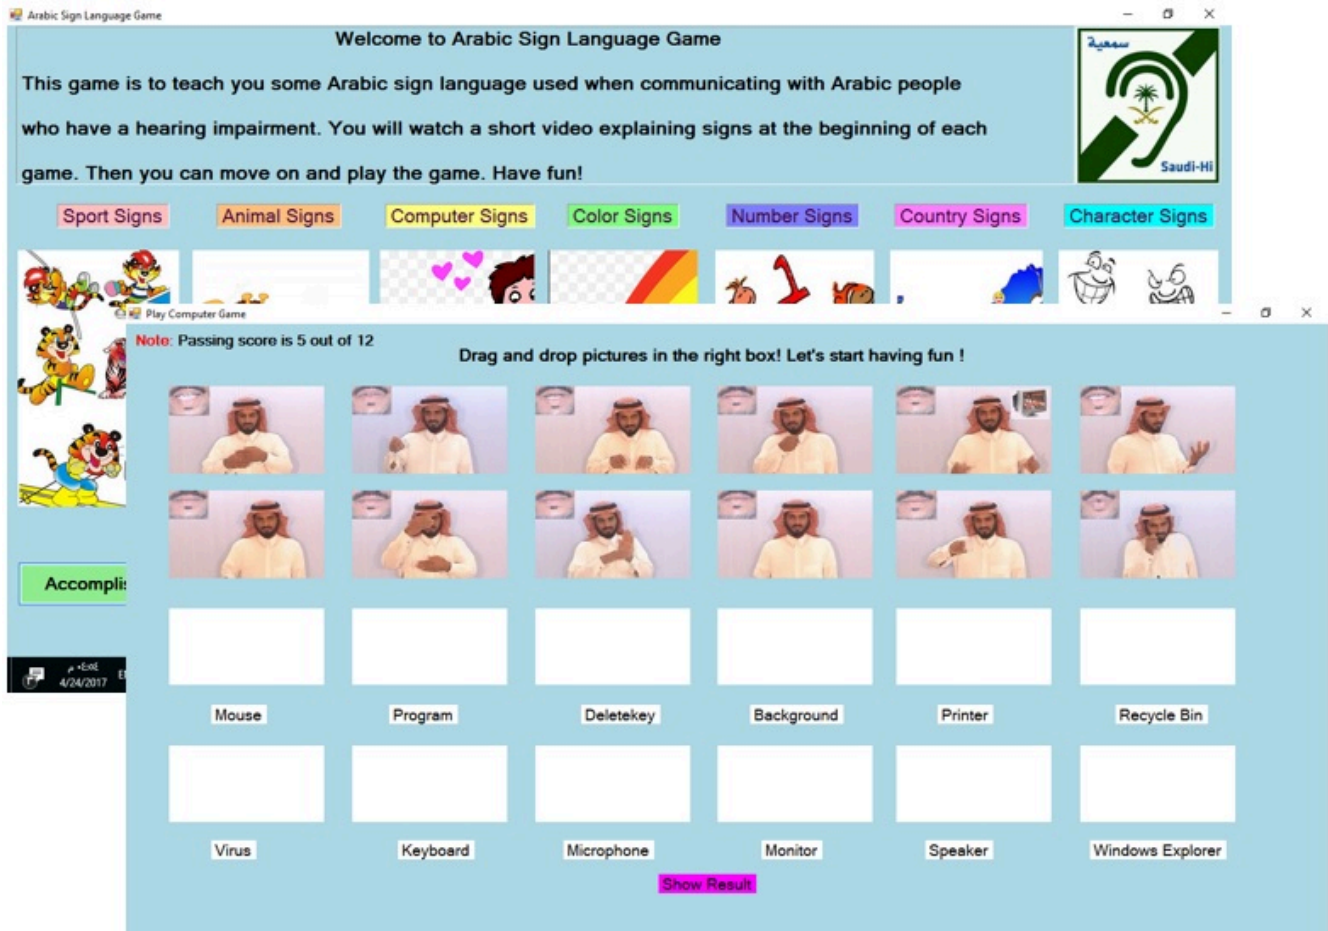 Arabic Sign Language Game
Welcome to Arabic Sign Language Game
This game is to teach you some Arabic sign language used when communicating with Arabic people
who have a hearing impairment. You will watch a short video explaining signs at the beginning of each
game. Then you can move on and play the game. Have fun!
سمعية
Saudi-Hi
Sport Signs
Animal Signs
Computer Signs
Color Signs
Number Signs
Country Signs
Character Signs
Play Computer Game
Note: Passing score is 5 out of 12
Drag and drop pictures in the right box! Let's start having fun !
Mouse
Program
Deletekey
Background
Printer
Recycle Bin
Virus
Keyboard
Microphone
Monitor
Speaker
Windows Explorer
Show Result
4/24/2017